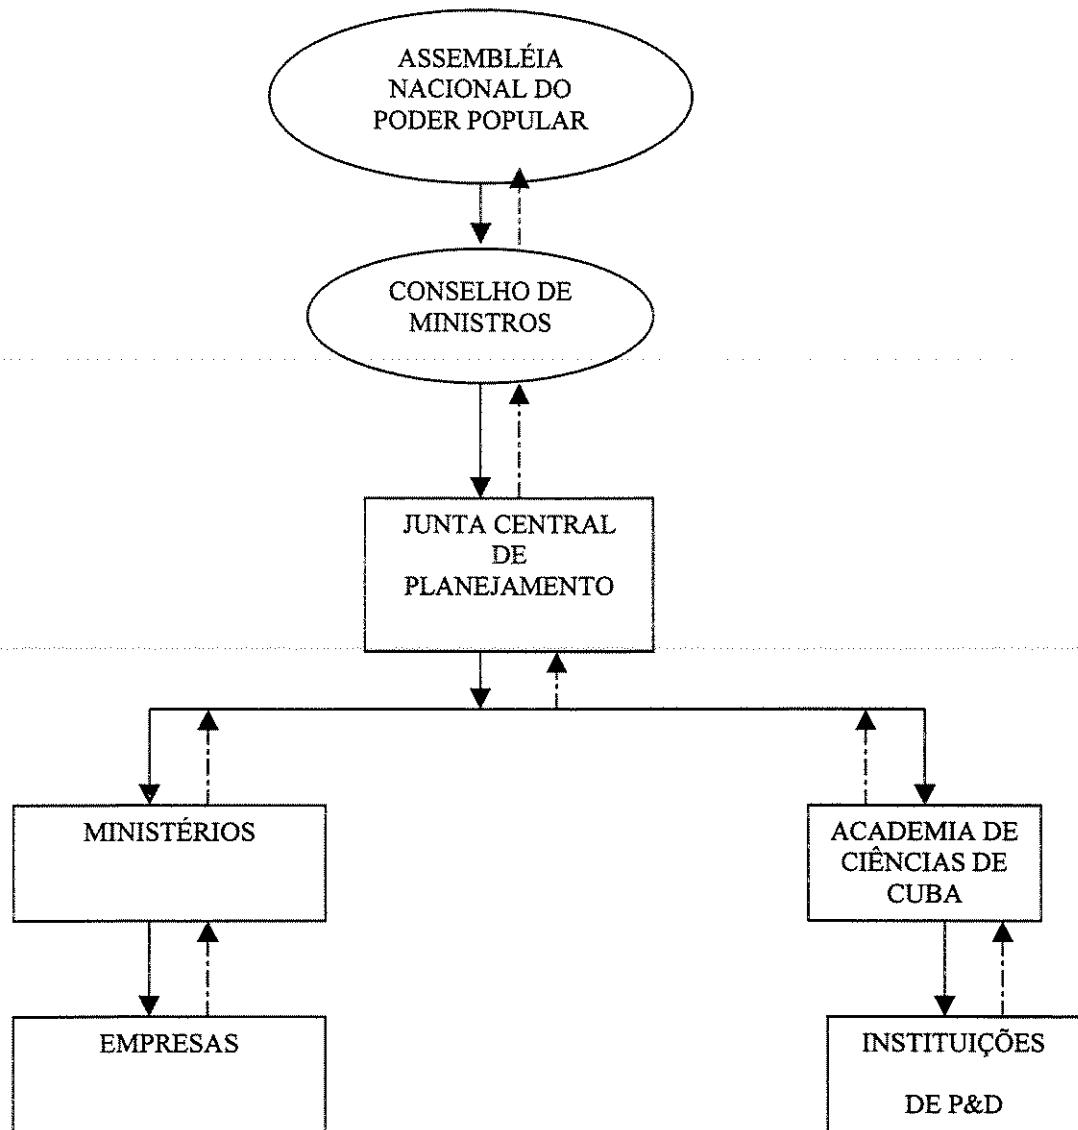 ASSEMBLÉIA
NACIONAL DO
PODER POPULAR
CONSELHO DE
MINISTROS
JUNTA CENTRAL
DE
PLANEJAMENTO
MINISTÉRIOS
ACADEMIA DE
CIÊNCIAS DE
CUBA
EMPRESAS
INSTITUIÇÕES
DE P&D